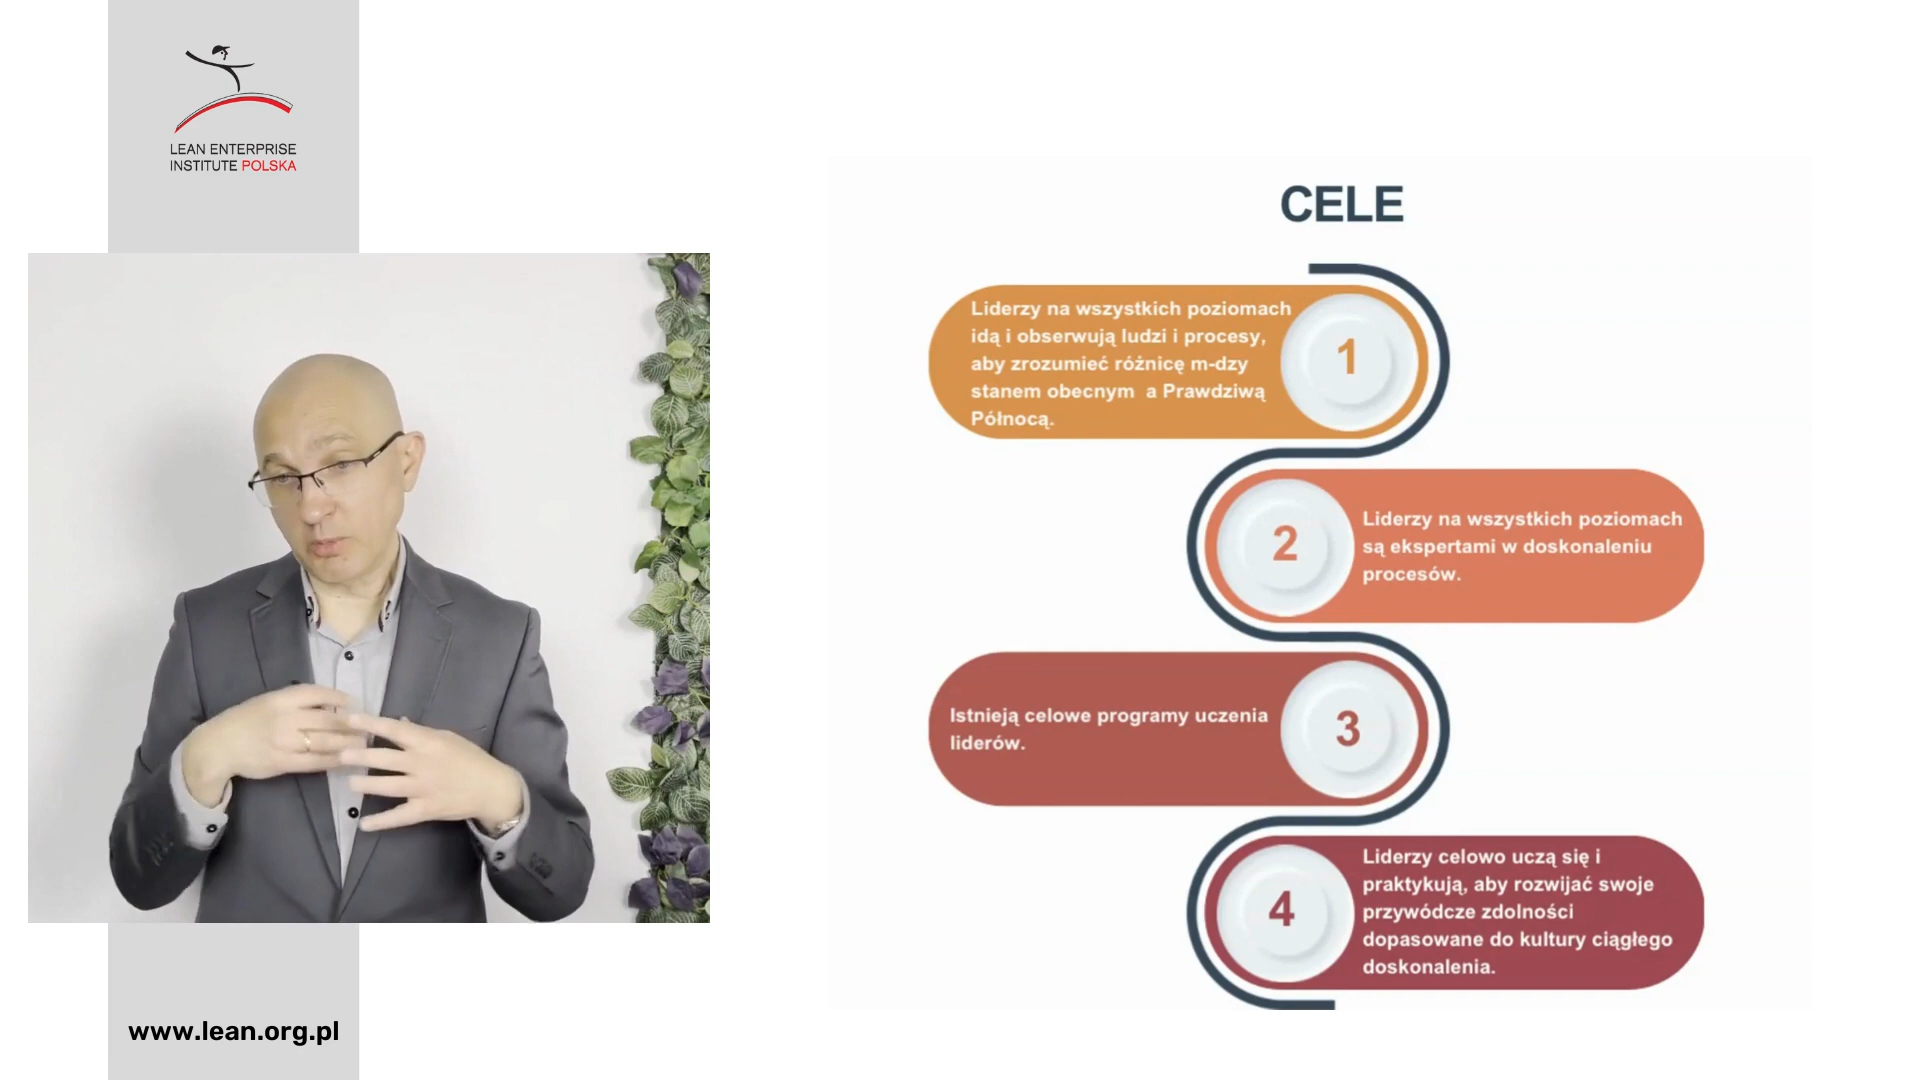 LEAN ENTERPRISE
INSTITUTE POLSKA
CELE
Liderzy na wszystkich poziomach
idą i obserwują ludzi i procesy,
aby zrozumieć różnicę m-dzy
stanem obecnym a Prawdziwą
Północą.
1
2
Liderzy na wszystkich poziomach
są ekspertami w doskonaleniu
procesów.
Istnieją celowe programy uczenia
liderów.
3
4
Liderzy celowo uczą się i
praktykują, aby rozwijać swoje
przywódcze zdolności
dopasowane do kultury ciągłego
doskonalenia.
www.lean.org.pl